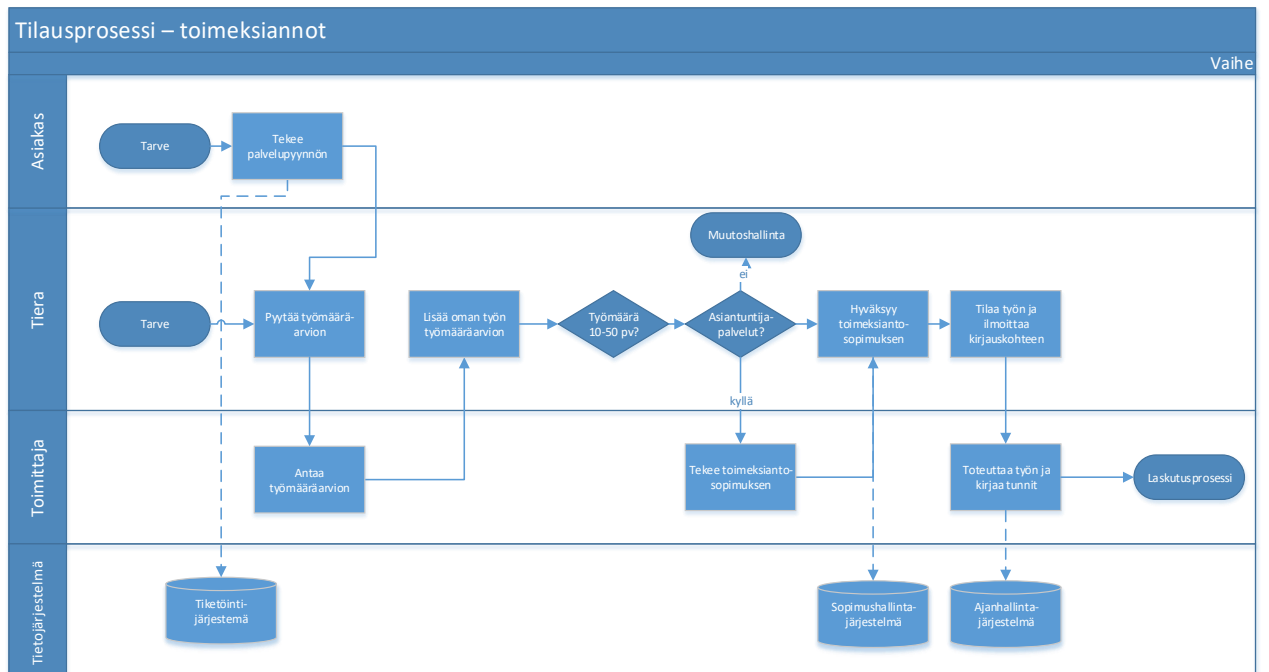 Tilausprosessi – toimeksiannot
Vaihe
Asiakas
Tarve
Tekee
palvelupyynnön
Tiera
Muutoshallinta
ei
Tarve
Pyytää työmäärä-
arvion
Lisää oman työn
työmääräarvion
Työmäärä
10-50 pv?
Asiantuntija-
palvelut?
Hyväksyy
toimeksianto-
sopimuksen
Tilaa työn ja
ilmoittaa
kirjauskohteen
kyllä
Toimittaja
Antaa
työmääräarvion
Tekee toimeksianto-
sopimuksen
Toteuttaa työn ja
kirjaa tunnit
Laskutusprosessi
Tietojärjestelmä
Tiketöinti-
järjestemä
Sopimushallinta-
järjestelmä
Ajanhallinta-
järjestelmä